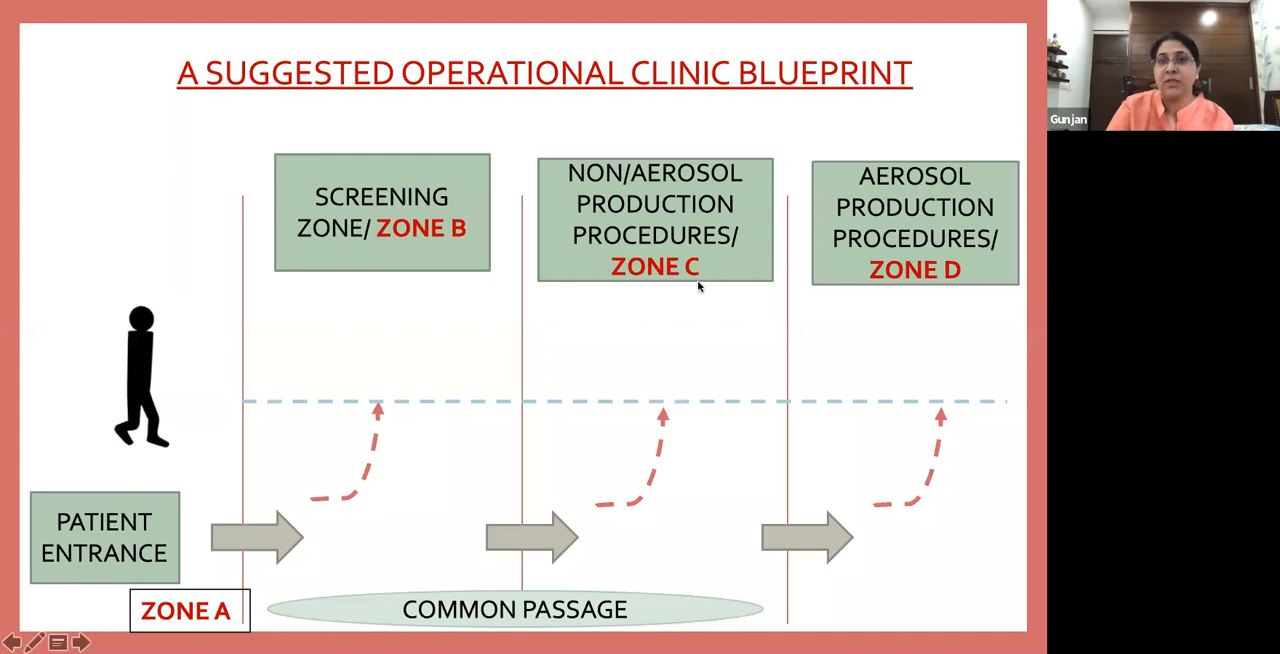 A SUGGESTED OPERATIONAL CLINIC BLUEPRINT
Gunjan
SCREENING
ZONE/ ZONE B
NON/AEROSOL
PRODUCTION
PROCEDURES/
ZONE C
AEROSOL
PRODUCTION
PROCEDURES/
ZONE D
PATIENT
ENTRANCE
ZONE A
COMMON PASSAGE